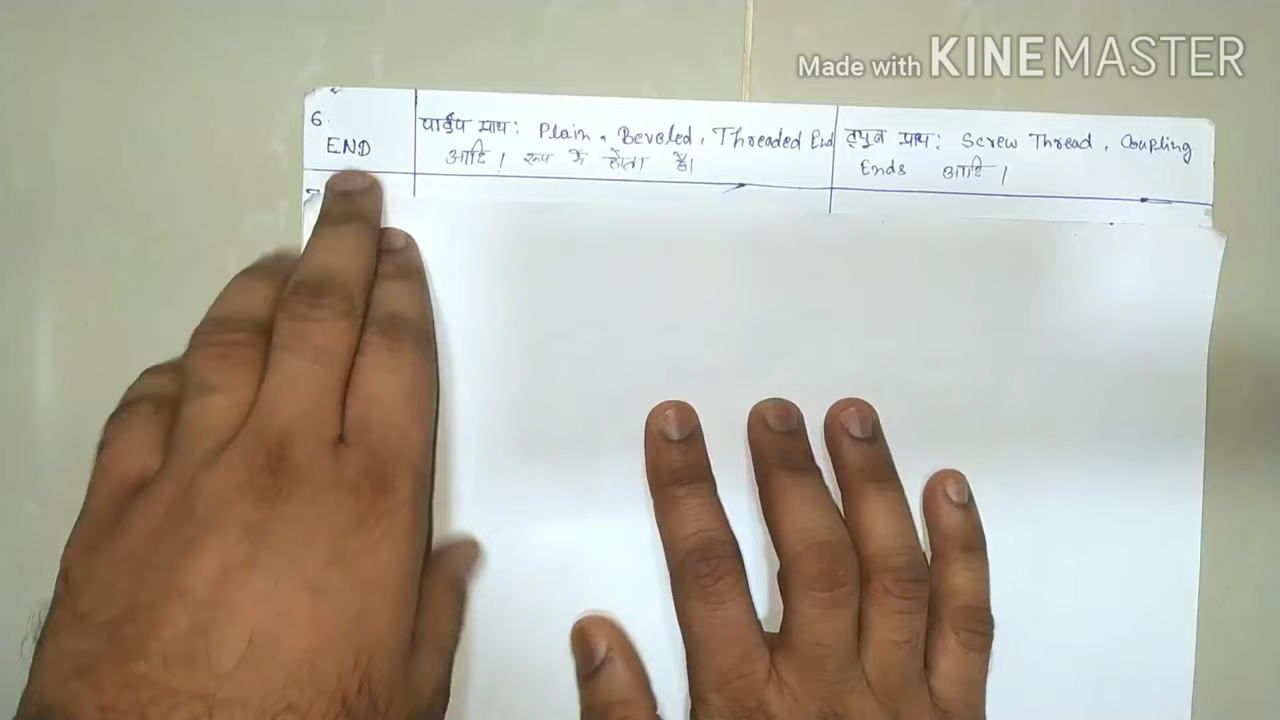 Made with KINEMASTER
6.
END
पाईप प्राय: Plain, Beveled, Threaded End
आदि। रूप में होता है।
ट्यूब प्राय: Screw Thread, Coupling
Ends आदि।